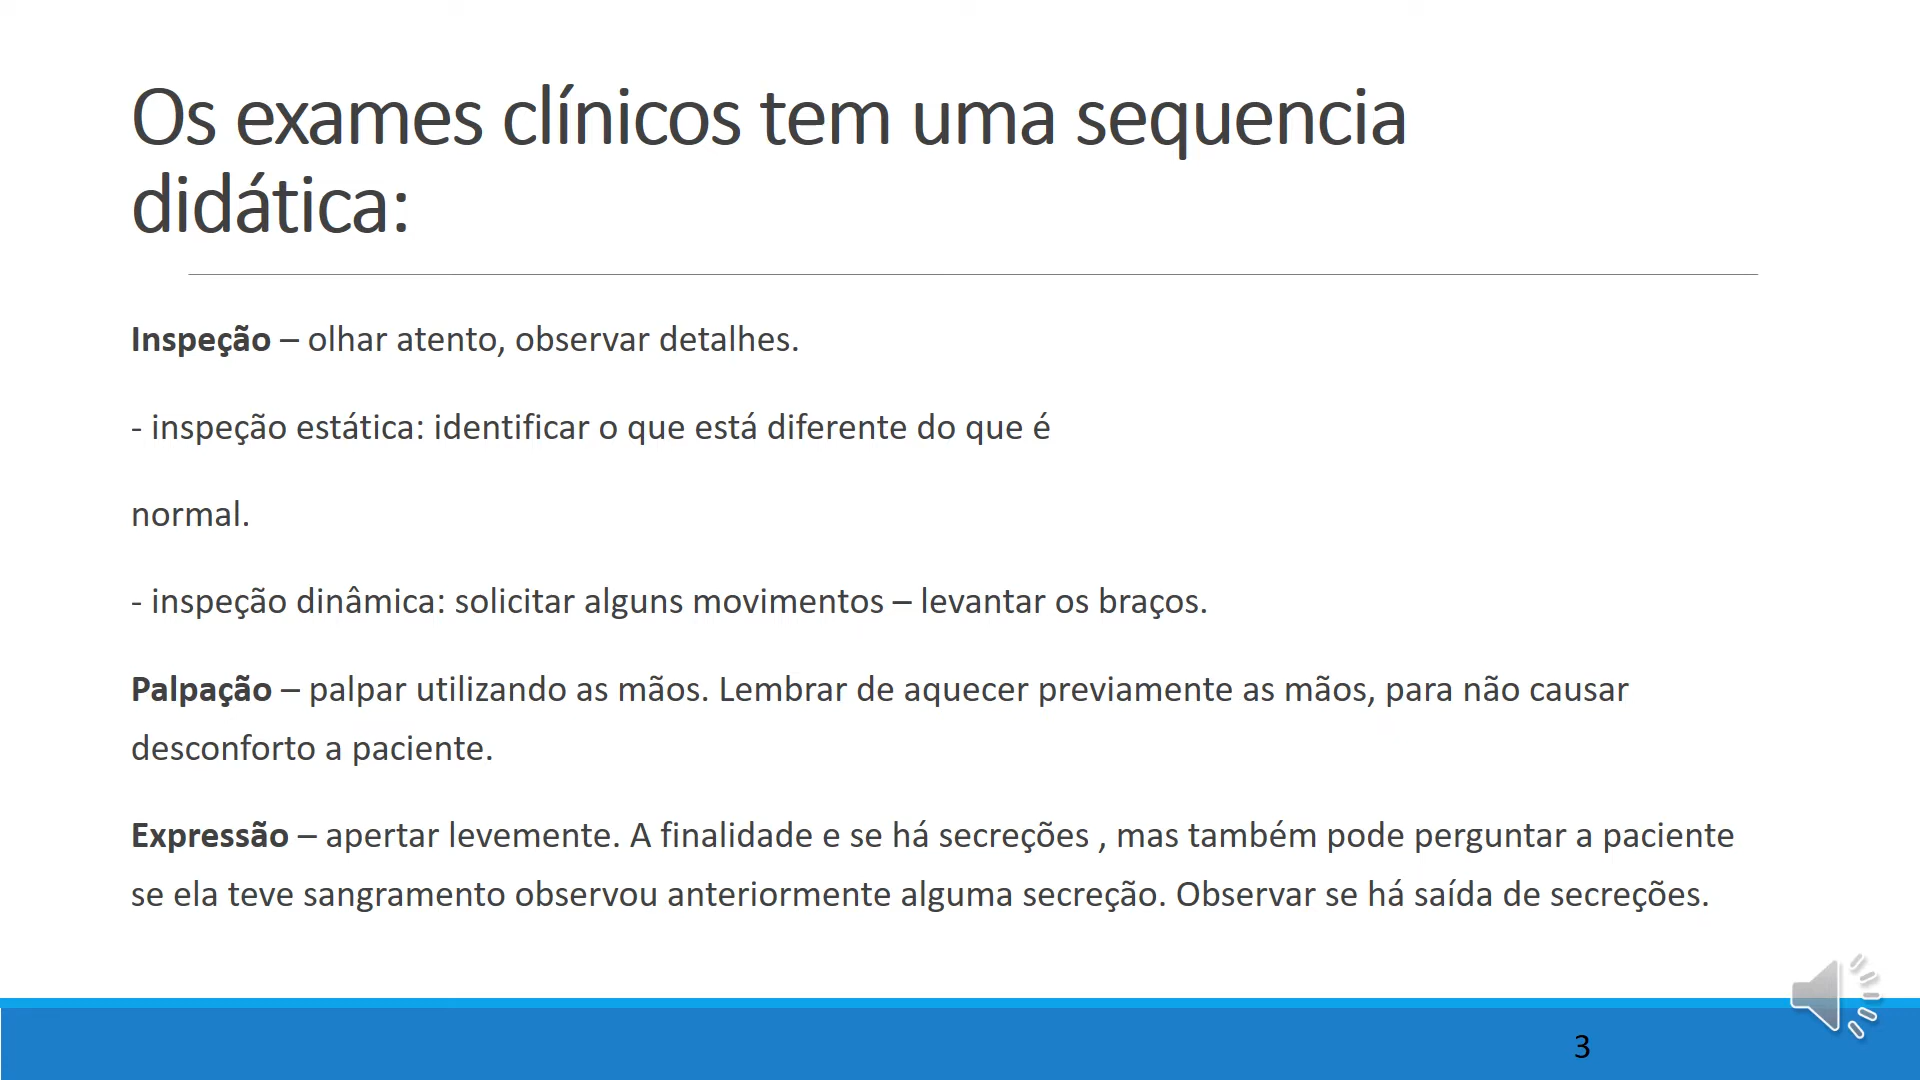 Os exames clínicos tem uma sequencia
didática:
Inspeção – olhar atento, observar detalhes.
- inspeção estática: identificar o que está diferente do que é
normal.
- inspeção dinâmica: solicitar alguns movimentos – levantar os braços.
Palpação – palpar utilizando as mãos. Lembrar de aquecer previamente as mãos, para não causar
desconforto a paciente.
Expressão – apertar levemente. A finalidade e se há secreções , mas também pode perguntar a paciente
se ela teve sangramento observou anteriormente alguma secreção. Observar se há saída de secreções.
3